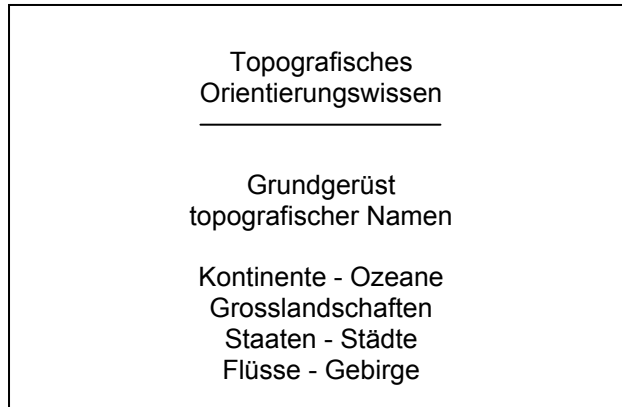 Topografisches
Orientierungswissen
Grundgerüst
topografischer Namen
Kontinente - Ozeane
Grosslandschaften
Staaten - Städte
Flüsse - Gebirge